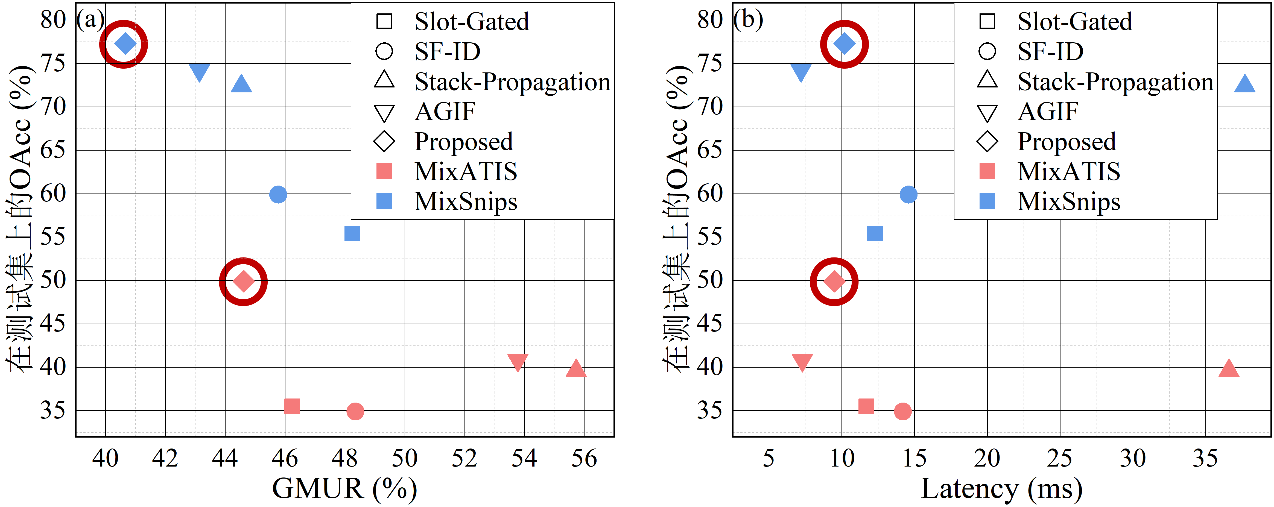 (a)
在测试集上的OAcc (%)
80
75
70
65
60
55
50
45
40
35
Slot-Gated
SF-ID
Stack-Propagation
AGIF
Proposed
MixATIS
MixSnips
40 42 44 46 48 50 52 54 56
GMUR (%)
(b)
在测试集上的OAcc (%)
80
75
70
65
60
55
50
45
40
35
Slot-Gated
SF-ID
Stack-Propagation
AGIF
Proposed
MixATIS
MixSnips
5 10 15 20 25 30 35
Latency (ms)